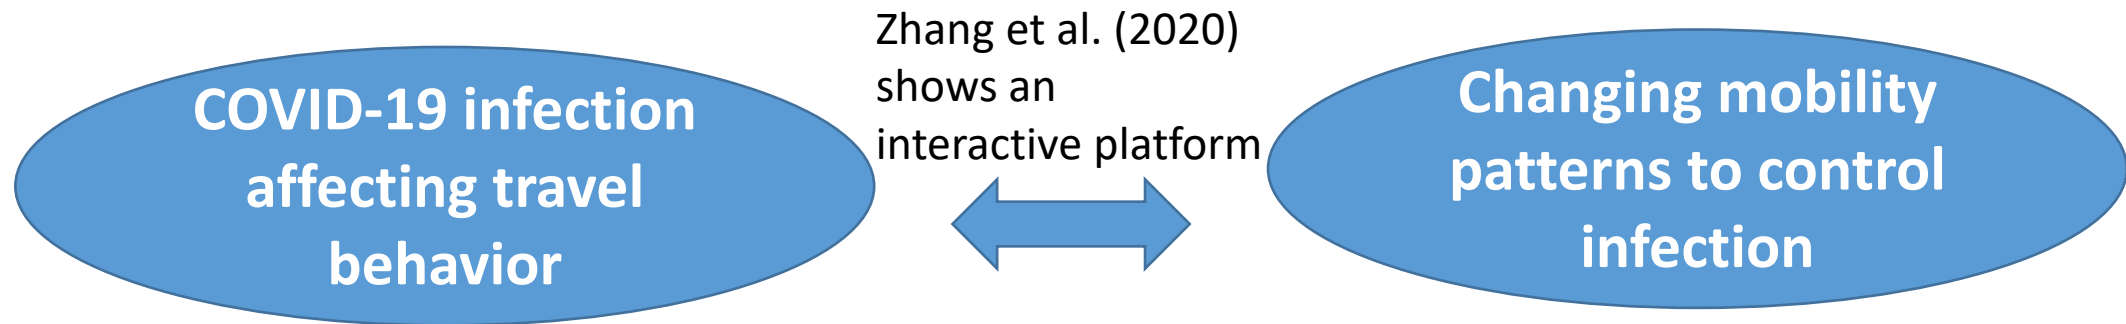 COVID-19 infection
affecting travel
behavior
Zhang et al. (2020)
shows an
interactive platform
Changing mobility
patterns to control
infection